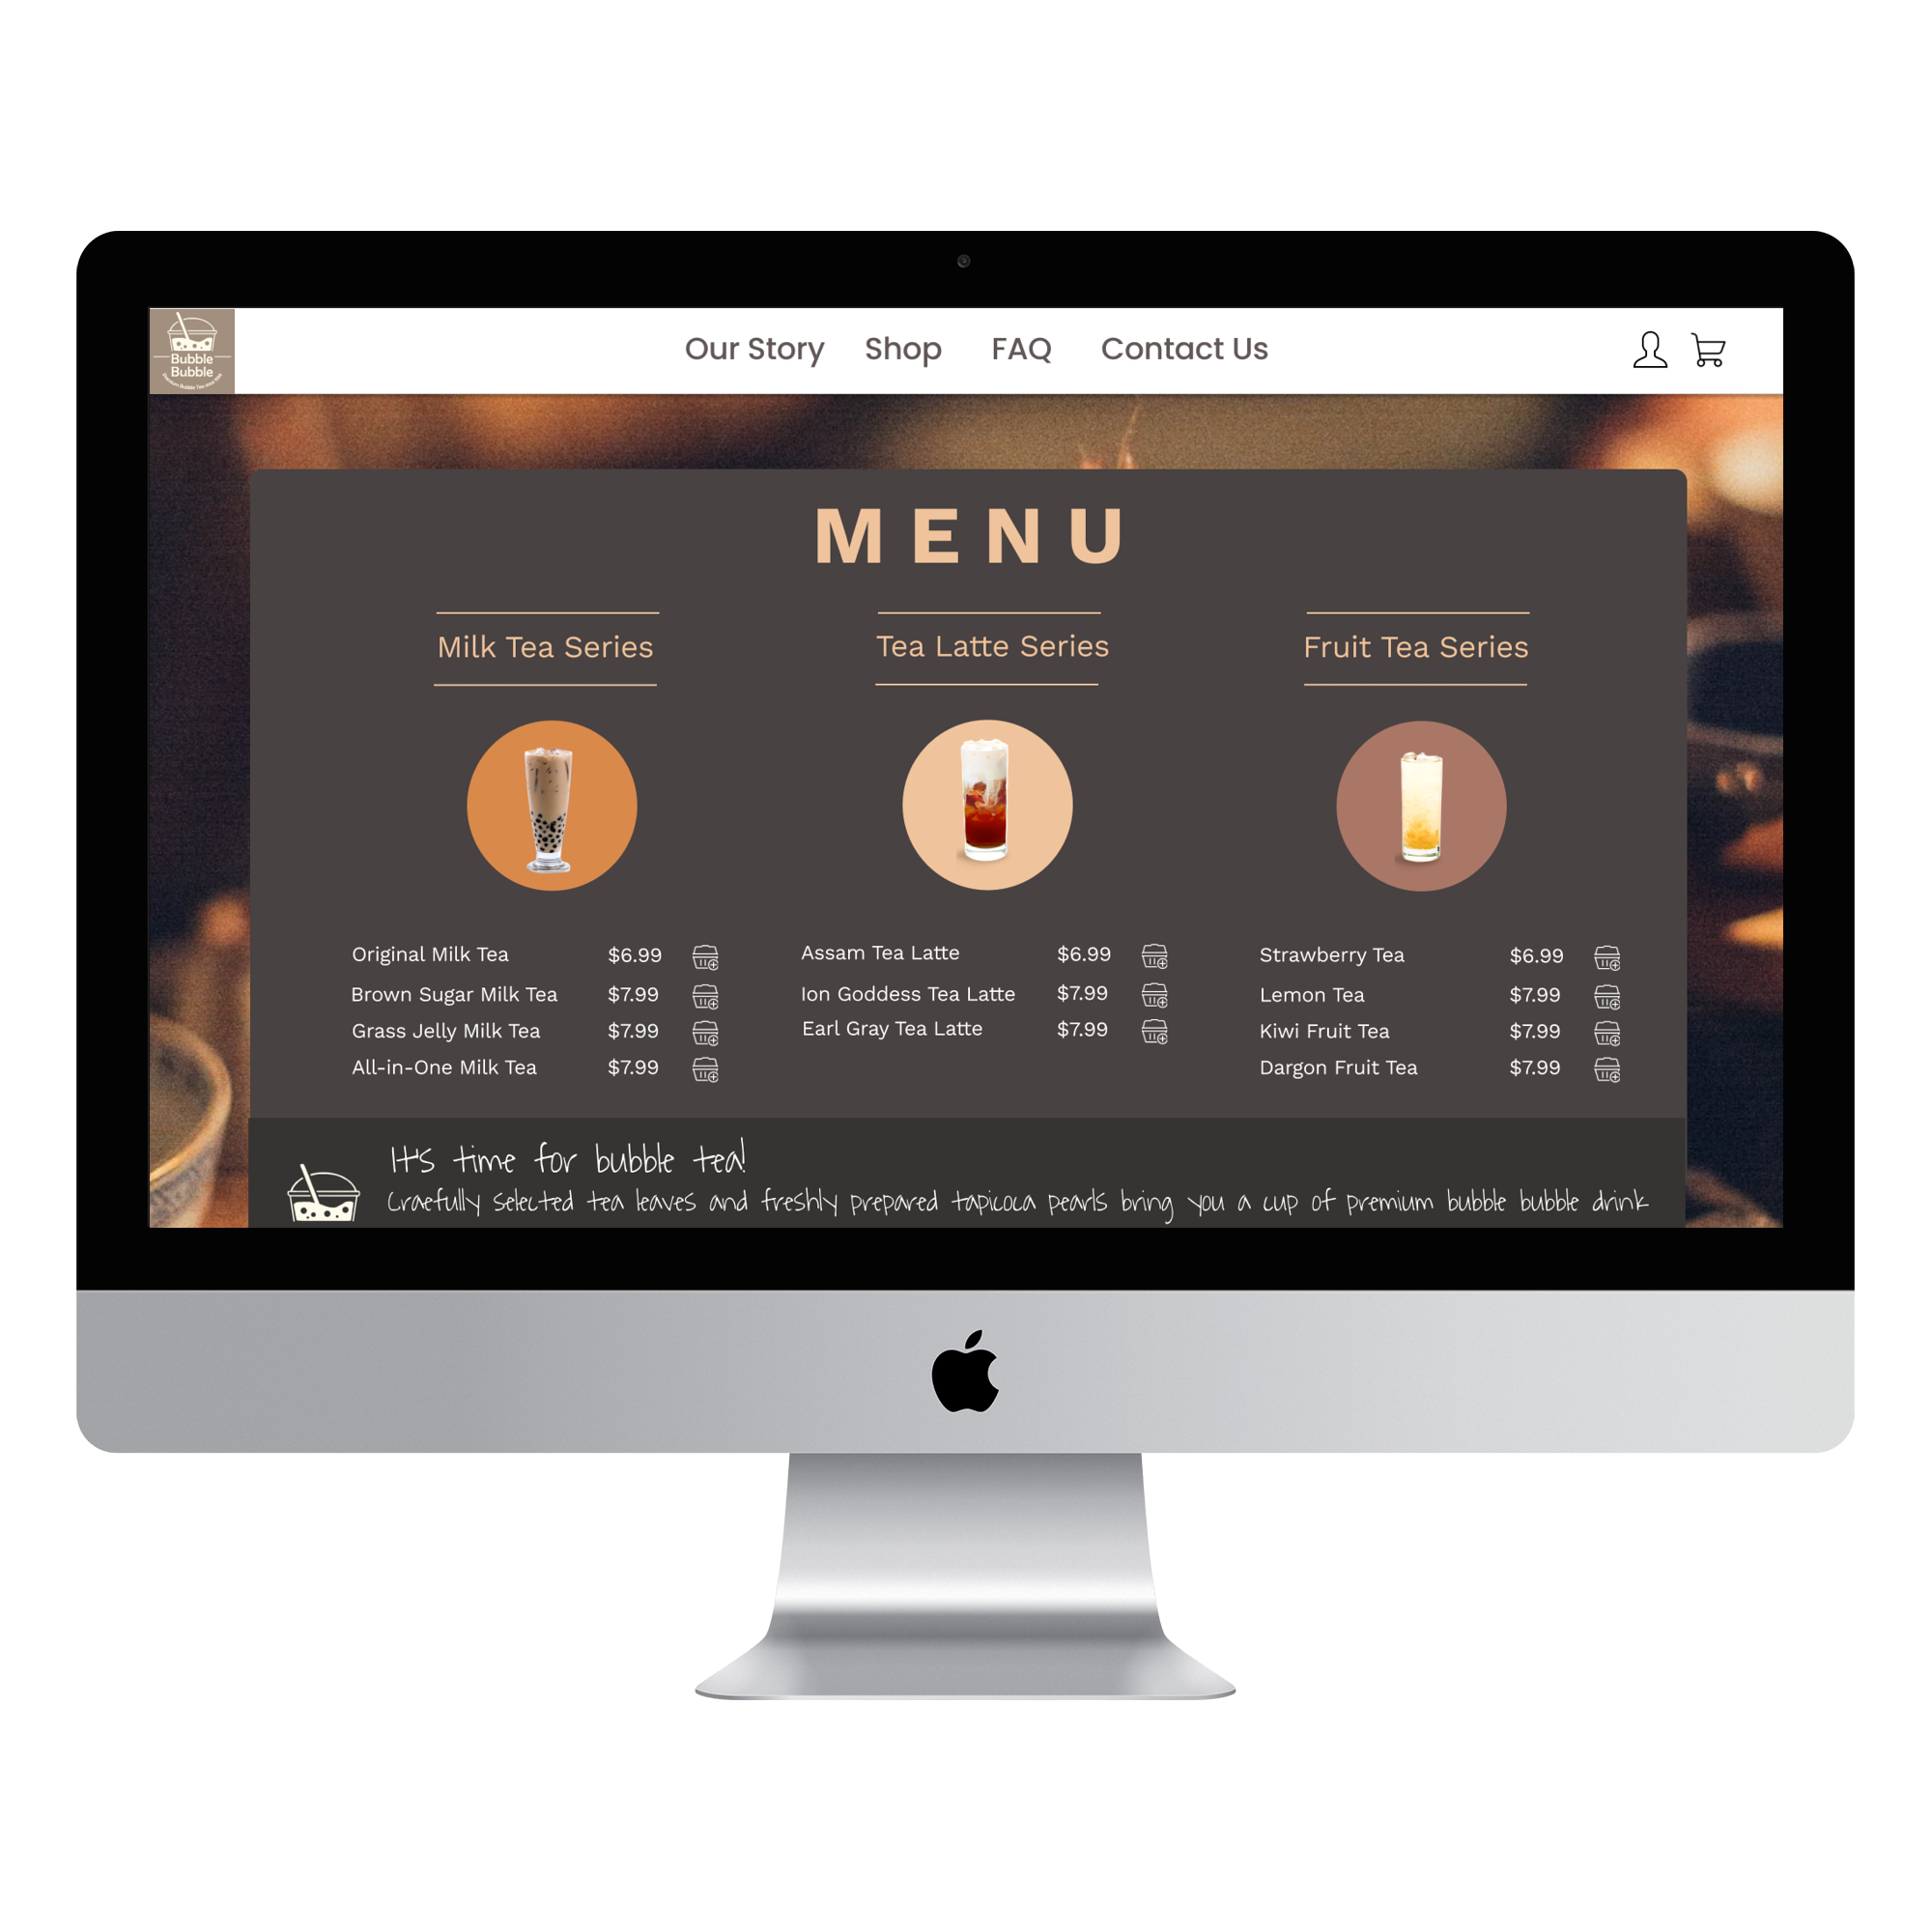 Bubble
Bubble
Premium Bubble Tea since
Our Story Shop FAQ Contact Us
MENU
Milk Tea Series
Original Milk Tea $6.99
Brown Sugar Milk Tea $7.99
Grass Jelly Milk Tea $7.99
All-in-One Milk Tea $7.99
Tea Latte Series
Assam Tea Latte $6.99
Ion Goddess Tea Latte $7.99
Earl Gray Tea Latte $7.99
Fruit Tea Series
Strawberry Tea $6.99
Lemon Tea $7.99
Kiwi Fruit Tea $7.99
Dargon Fruit Tea $7.99
It's time for bubble tea!
Craefully selected tea leaves and freshly prepared tapicoca pearls bring you a cup of premium bubble bubble drink